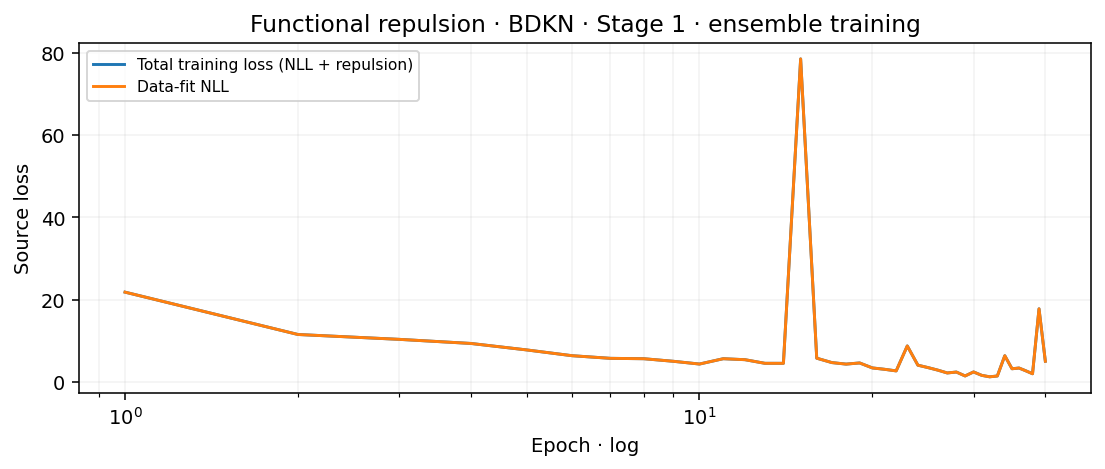 Functional repulsion · BDKN · Stage 1 · ensemble training
Total training loss (NLL + repulsion)
Data-fit NLL
80
60
40
20
0
Source loss
10⁰
10¹
Epoch · log